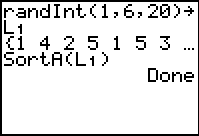 randInt(1,6,20)→
L₁
{1 4 2 5 1 5 3 …
SortA(L₁)
Done